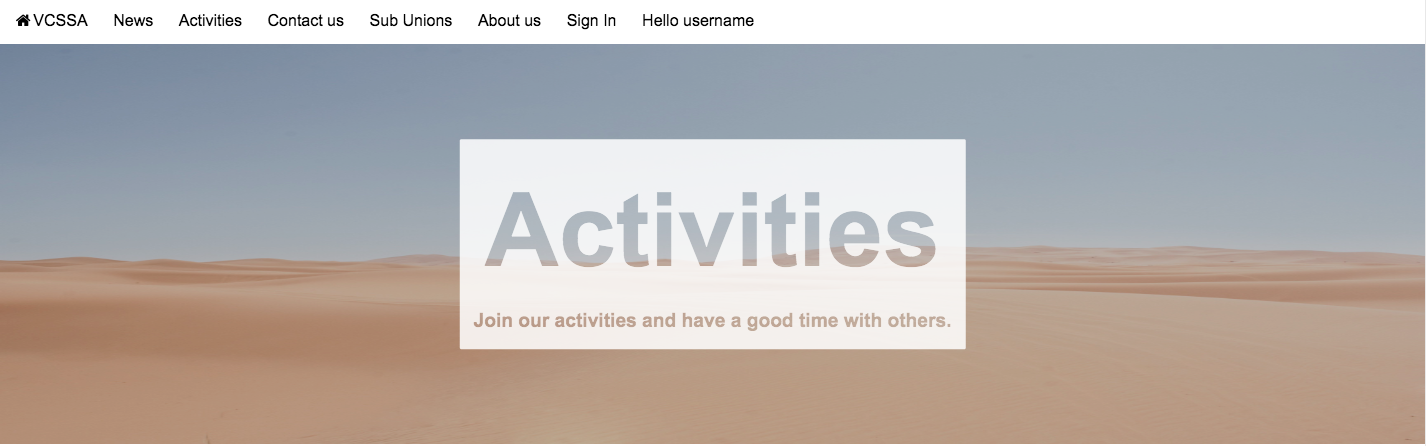 VCSSA News Activities Contact us Sub Unions About us Sign In Hello username
Activities
Join our activities and have a good time with others.